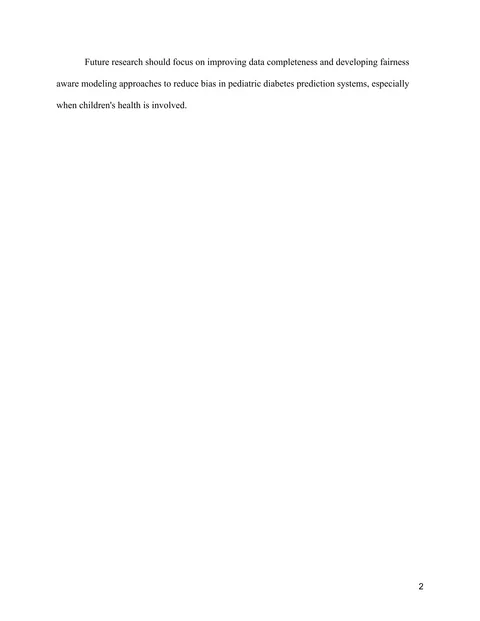 Future research should focus on improving data completeness and developing fairness
aware modeling approaches to reduce bias in pediatric diabetes prediction systems, especially
when children's health is involved.
2